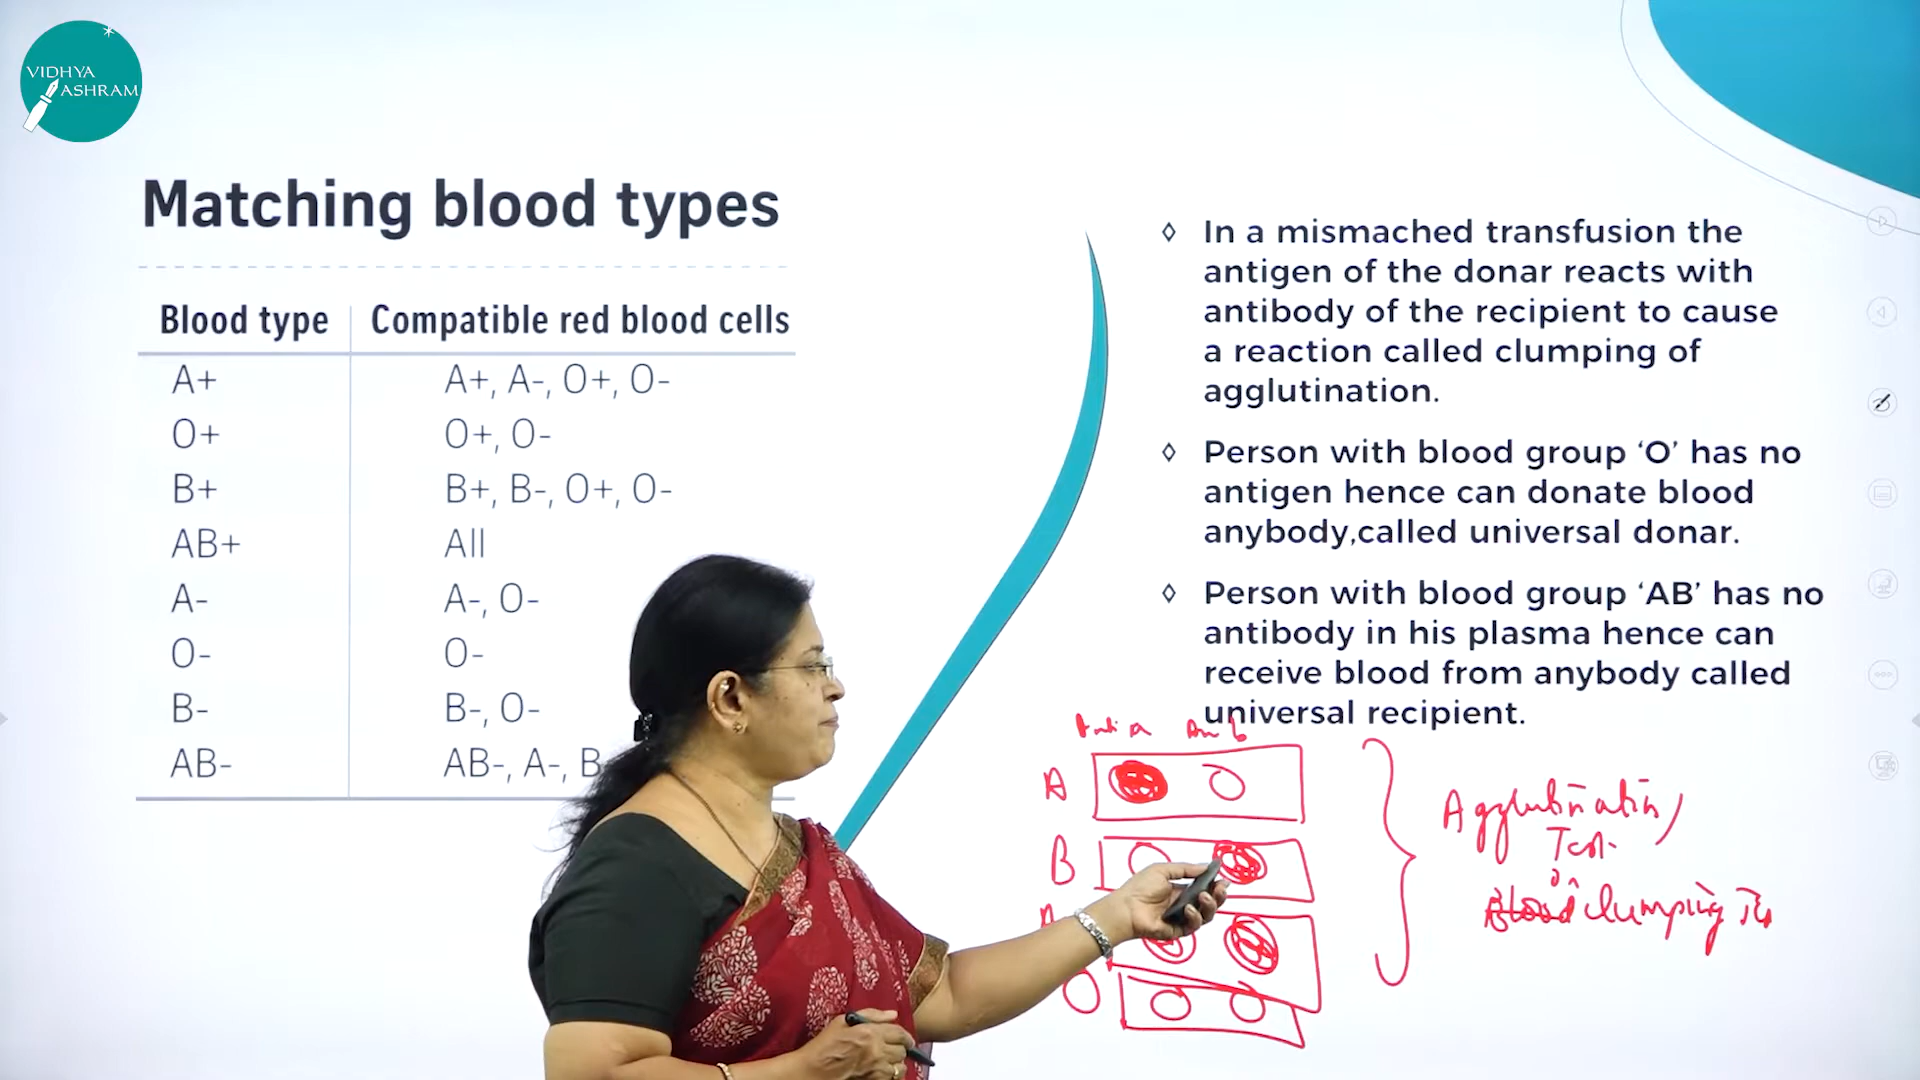 VIDHYA
ASHRAM
Matching blood types
Blood type Compatible red blood cells
A+ A+, A-, O+, O-
O+ O+, O-
B+ B+, B-, O+, O-
AB+ All
A- A-, O-
O- O-
B- B-, O-
AB- AB-, A-, B
◊ In a mismached transfusion the
antigen of the donar reacts with
antibody of the recipient to cause
a reaction called clumping of
agglutination.
◊ Person with blood group ‘O’ has no
antigen hence can donate blood
anybody,called universal donar.
◊ Person with blood group ‘AB’ has no
antibody in his plasma hence can
receive blood from anybody called
universal recipient.
Anti a
A
B
O
Agglutination
or
Blood clumping